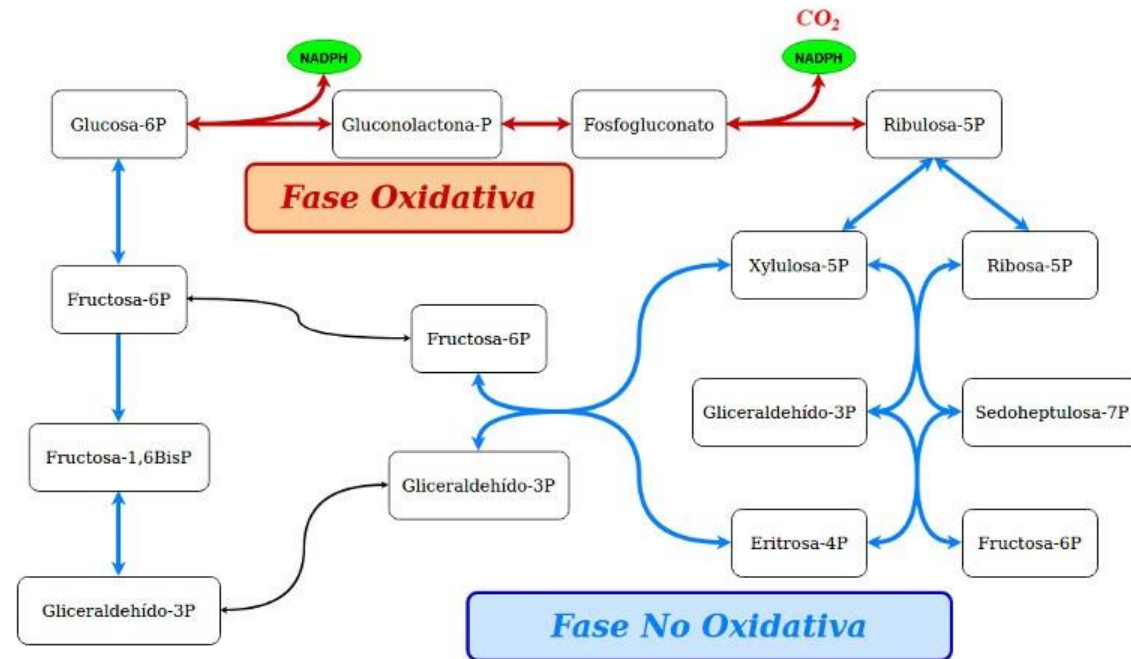 CO₂
NADPH
NADPH
Glucosa-6P
Gluconolactona-P
Fosfogluconato
Ribulosa-5P
Fase Oxidativa
Xylulosa-5P
Ribosa-5P
Fructosa-6P
Fructosa-6P
Gliceraldehído-3P
Sedoheptulosa-7P
Fructosa-1,6BisP
Gliceraldehído-3P
Eritrosa-4P
Fructosa-6P
Gliceraldehído-3P
Fase No Oxidativa